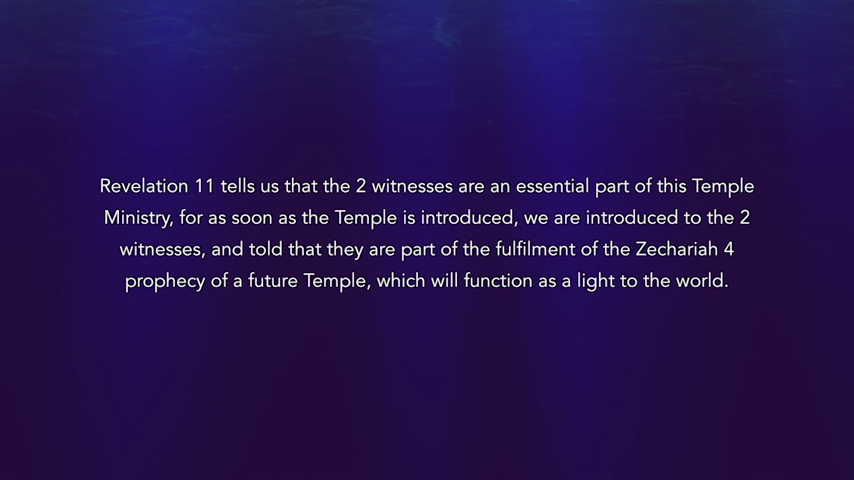 Revelation 11 tells us that the 2 witnesses are an essential part of this Temple
Ministry, for as soon as the Temple is introduced, we are introduced to the 2
witnesses, and told that they are part of the fulfilment of the Zechariah 4
prophecy of a future Temple, which will function as a light to the world.